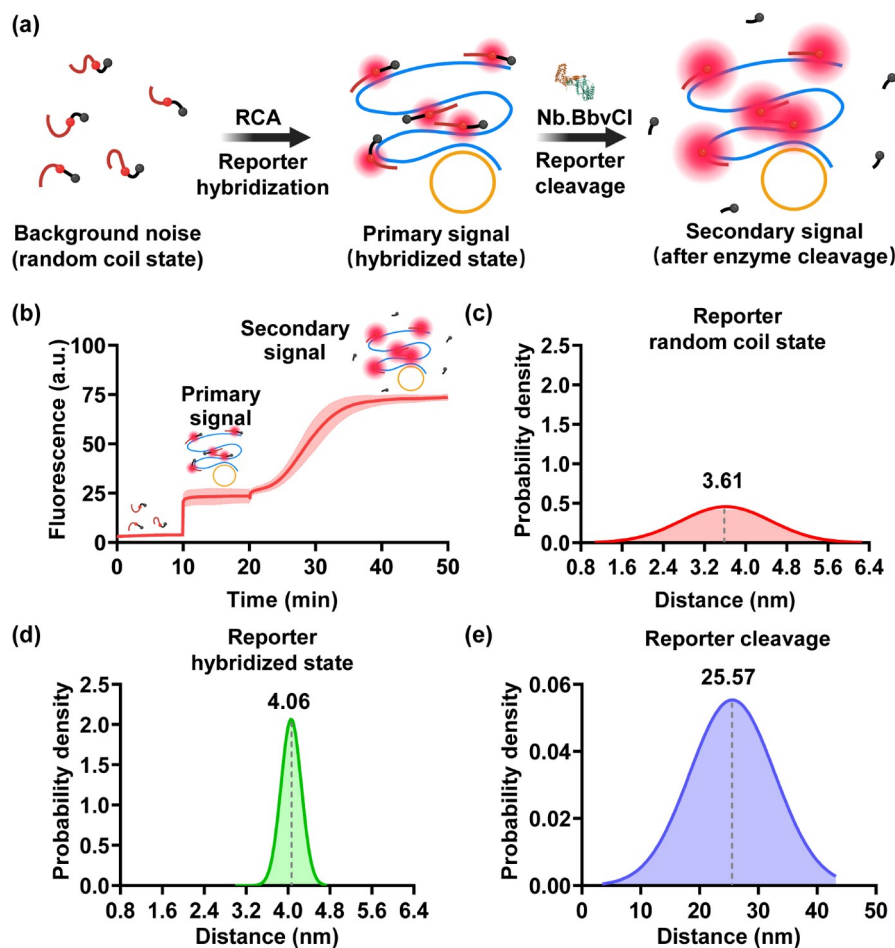 (a)
RCA
Reporter
hybridization
Nb.BbvCI
Reporter
cleavage
Background noise
(random coil state)
Primary signal
(hybridized state)
Secondary signal
(after enzyme cleavage)
(b)
Fluorescence (a.u.)
100
75
50
25
0
0 10 20 30 40 50
Time (min)
Primary
signal
Secondary
signal
(c)
Reporter
random coil state
Probability density
2.5
2.0
1.5
1.0
0.5
0.0
3.61
0.8 1.6 2.4 3.2 4.0 4.8 5.6 6.4
Distance (nm)
(d)
Reporter
hybridized state
Probability density
2.5
2.0
1.5
1.0
0.5
0.0
4.06
0.8 1.6 2.4 3.2 4.0 4.8 5.6 6.4
Distance (nm)
(e)
Reporter cleavage
Probability density
0.06
0.04
0.02
0.00
25.57
0 10 20 30 40 50
Distance (nm)